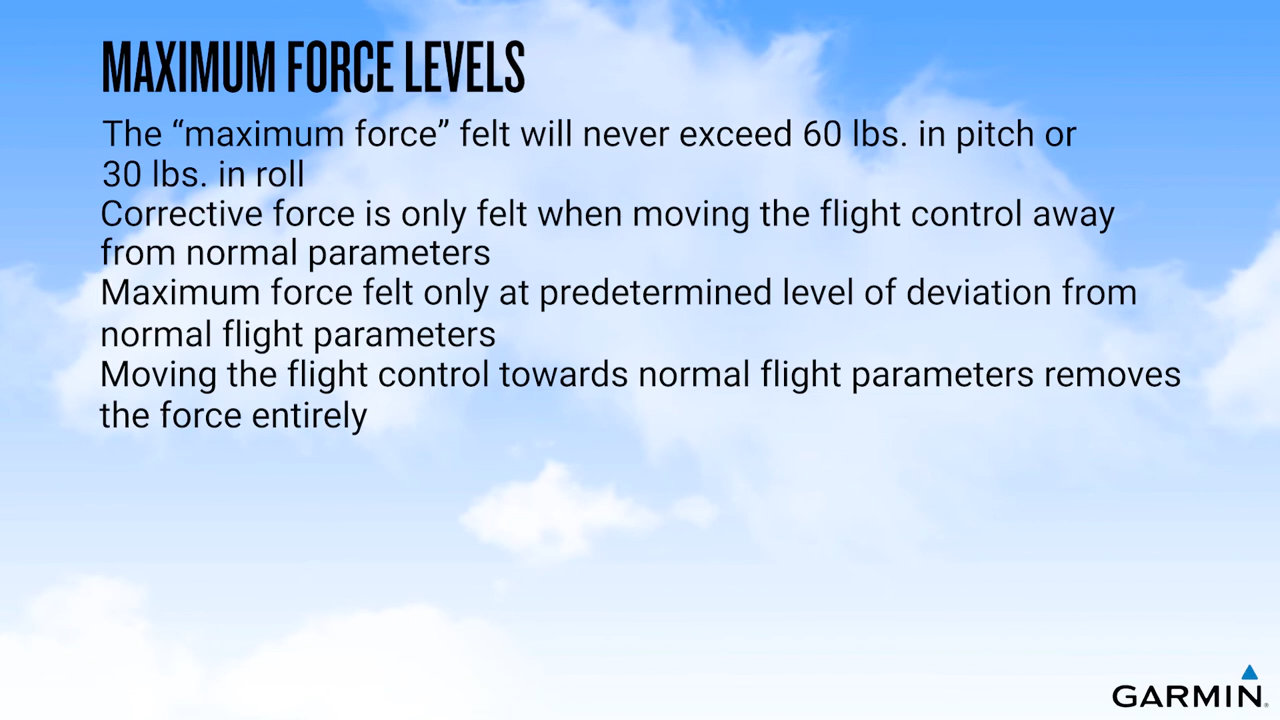 MAXIMUM FORCE LEVELS
The “maximum force” felt will never exceed 60 lbs. in pitch or
30 lbs. in roll
Corrective force is only felt when moving the flight control away
from normal parameters
Maximum force felt only at predetermined level of deviation from
normal flight parameters
Moving the flight control towards normal flight parameters removes
the force entirely
GARMIN®